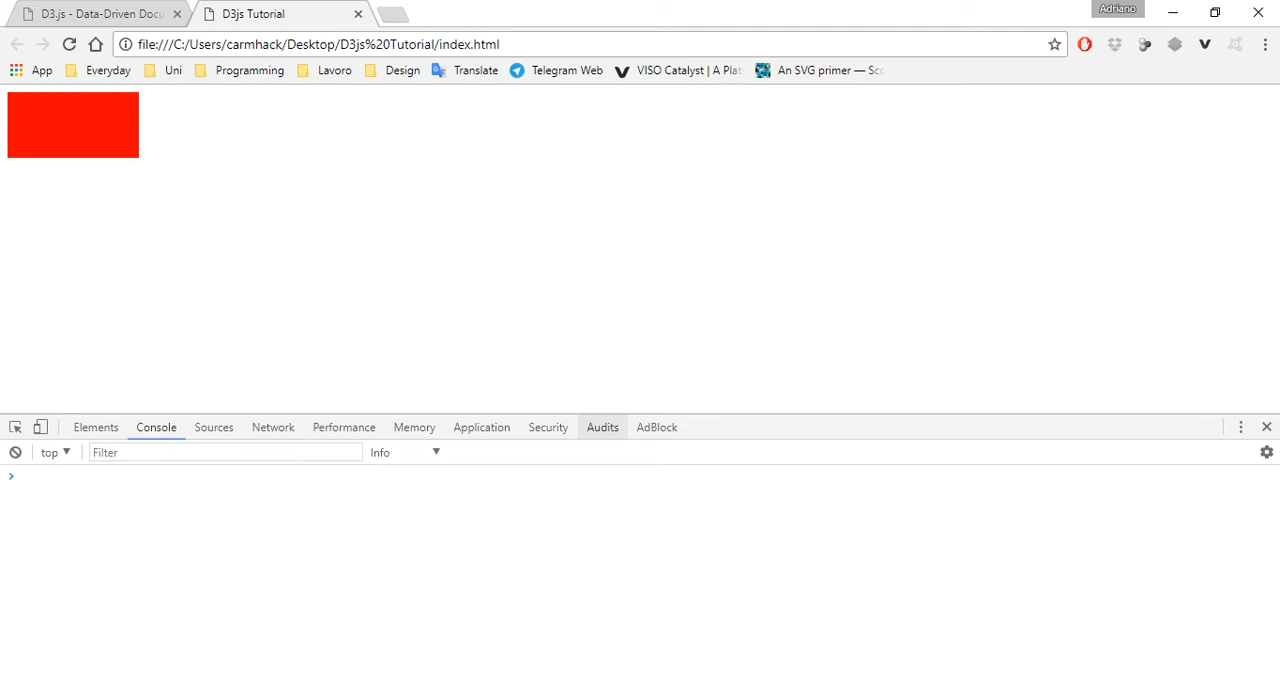 D3.js - Data-Driven Docu
D3js Tutorial
Adriano
file:///C:/Users/carmhack/Desktop/D3js%20Tutorial/index.html
App Everyday Uni Programming Lavoro Design Translate Telegram Web VISO Catalyst | A Plat An SVG primer — Sco
Elements Console Sources Network Performance Memory Application Security Audits AdBlock
top Filter Info